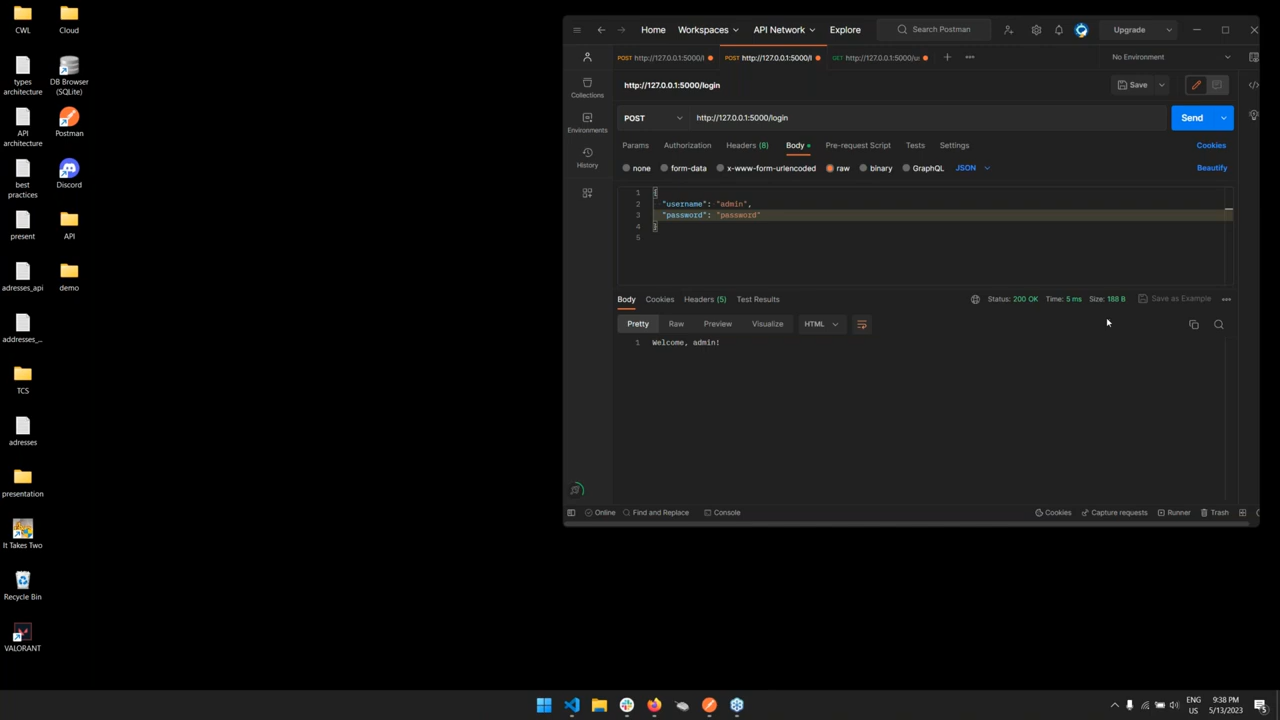 CWL
Cloud
types
architecture
DB Browser
(SQLite)
API
architecture
Postman
best
practices
Discord
present
API
adresses_api
demo
addresses_...
TCS
adresses
presentation
It Takes Two
Recycle Bin
VALORANT
Home Workspaces API Network Explore Search Postman Upgrade
POST http://127.0.0.1:5000/l POST http://127.0.0.1:5000/l GET http://127.0.0.1:5000/us No Environment
http://127.0.0.1:5000/login Save
Collections
POST http://127.0.0.1:5000/login Send
Environments
Params Authorization Headers (8) Body Pre-request Script Tests Settings Cookies
History
none form-data x-www-form-urlencoded raw binary GraphQL JSON Beautify
1 {
2 "username": "admin",
3 "password": "password"
4 }
5
Body Cookies Headers (5) Test Results Status: 200 OK Time: 5 ms Size: 188 B Save as Example
Pretty Raw Preview Visualize HTML
1 Welcome, admin!
Online Find and Replace Console Cookies Capture requests Runner Trash
ENG
US
9:38 PM
5/13/2023
5